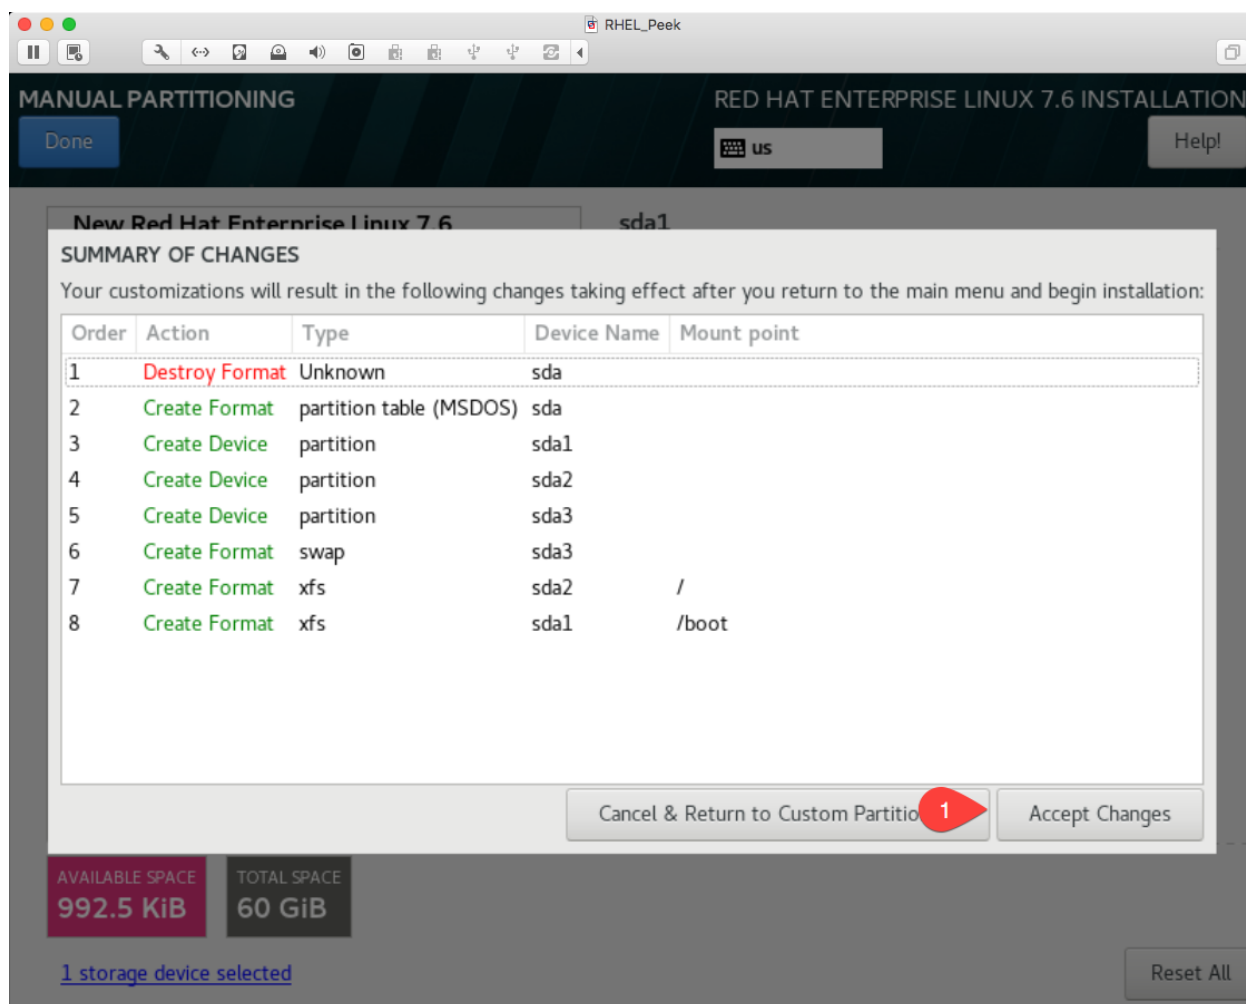 RHEL_Peek
MANUAL PARTITIONING
RED HAT ENTERPRISE LINUX 7.6 INSTALLATION
Done
us
Help!
New Red Hat Enterprise Linux 7.6
sda1
SUMMARY OF CHANGES
Your customizations will result in the following changes taking effect after you return to the main menu and begin installation:
Order Action Type Device Name Mount point
1 Destroy Format Unknown sda
2 Create Format partition table (MSDOS) sda
3 Create Device partition sda1
4 Create Device partition sda2
5 Create Device partition sda3
6 Create Format swap sda3
7 Create Format xfs sda2 /
8 Create Format xfs sda1 /boot
Cancel & Return to Custom Partitio
1
Accept Changes
AVAILABLE SPACE
992.5 KiB
TOTAL SPACE
60 GiB
1 storage device selected
Reset All